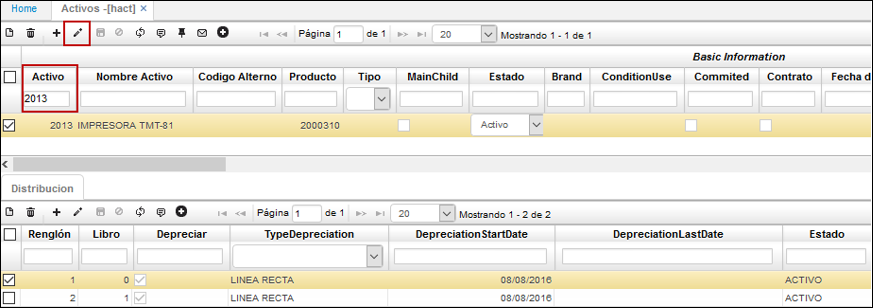 Home Activos -[hact] ×
Página 1 de 1 20 Mostrando 1 - 1 de 1
Basic Information
Activo Nombre Activo Codigo Alterno Producto Tipo MainChild Estado Brand ConditionUse Commited Contrato Fecha d
2013
2013 IMPRESORA TMT-81 2000310 Activo
Distribucion
Página 1 de 1 20 Mostrando 1 - 2 de 2
Renglón Libro Depreciar TypeDepreciation DepreciationStartDate DepreciationLastDate Estado
1 0 LINEA RECTA 08/08/2016 ACTIVO
2 1 LINEA RECTA 08/08/2016 ACTIVO